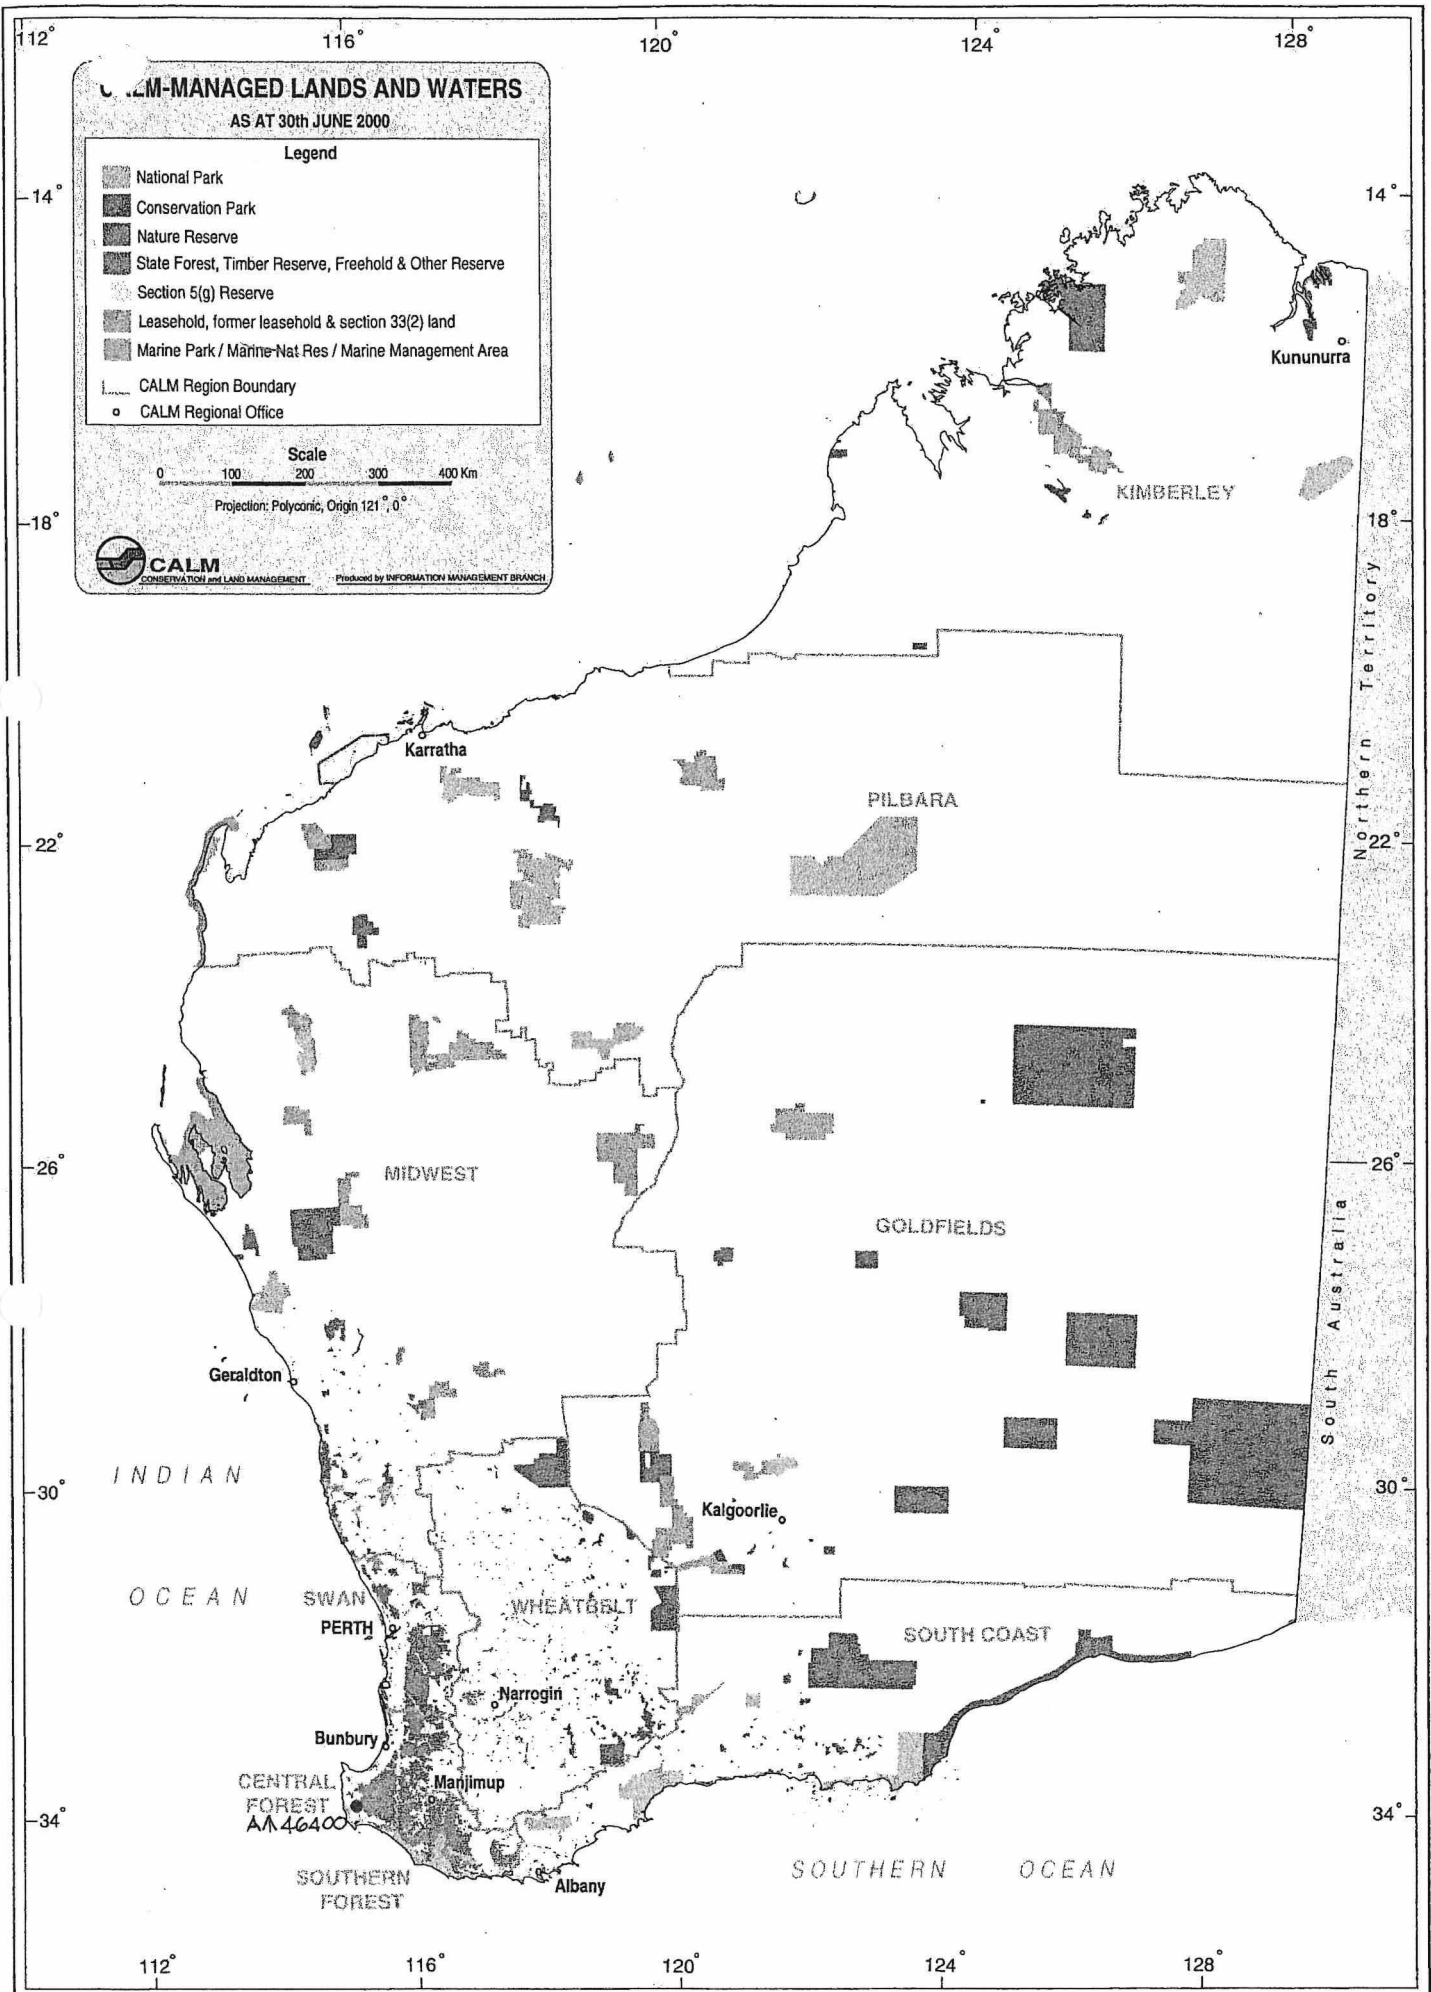 112° 116° 120° 124° 128°
CALM-MANAGED LANDS AND WATERS
AS AT 30th JUNE 2000
Legend
National Park
Conservation Park
Nature Reserve
State Forest, Timber Reserve, Freehold & Other Reserve
Section 5(g) Reserve
Leasehold, former leasehold & section 33(2) land
Marine Park / Marine Nat Res / Marine Management Area
CALM Region Boundary
CALM Regional Office
Scale
0 100 200 300 400 Km
Projection: Polyconic, Origin 121°, 0°
CALM
CONSERVATION and LAND MANAGEMENT Produced by INFORMATION MANAGEMENT BRANCH
14° 14°
Kununurra
KIMBERLEY
18° 18°
Northern Territory
Karratha
PILBARA
22° 22°
26° 26°
MIDWEST
GOLDFIELDS
South Australia
Geraldton
INDIAN
30° 30°
Kalgoorlie
OCEAN
SWAN
WHEATBELT
PERTH
SOUTH COAST
Narrogin
Bunbury
CENTRAL
FOREST
Manjimup
34° 34°
46400
SOUTHERN
FOREST
Albany
SOUTHERN OCEAN
112° 116° 120° 124° 128°